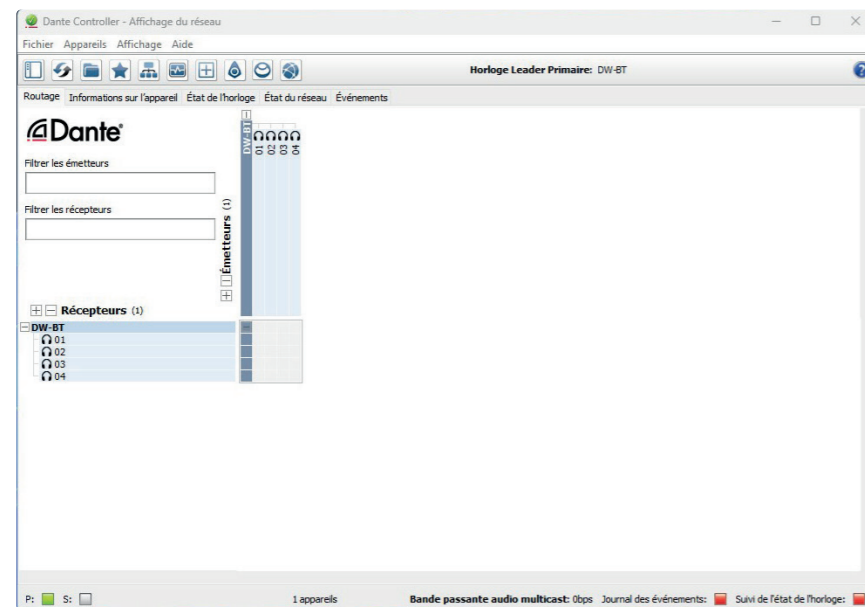 Dante Controller - Affichage du réseau
Fichier Appareils Affichage Aide
Horloge Leader Primaire: DW-BT
Routage Informations sur l'appareil État de l'horloge État du réseau Événements
Dante
DW-BT
01
02
03
04
Filtrer les émetteurs
Filtrer les récepteurs
Émetteurs (1)
Récepteurs (1)
DW-BT
01
02
03
04
P: S: 1 appareils Bande passante audio multicast: 0bps Journal des événements: Suivi de l'état de l'horloge: